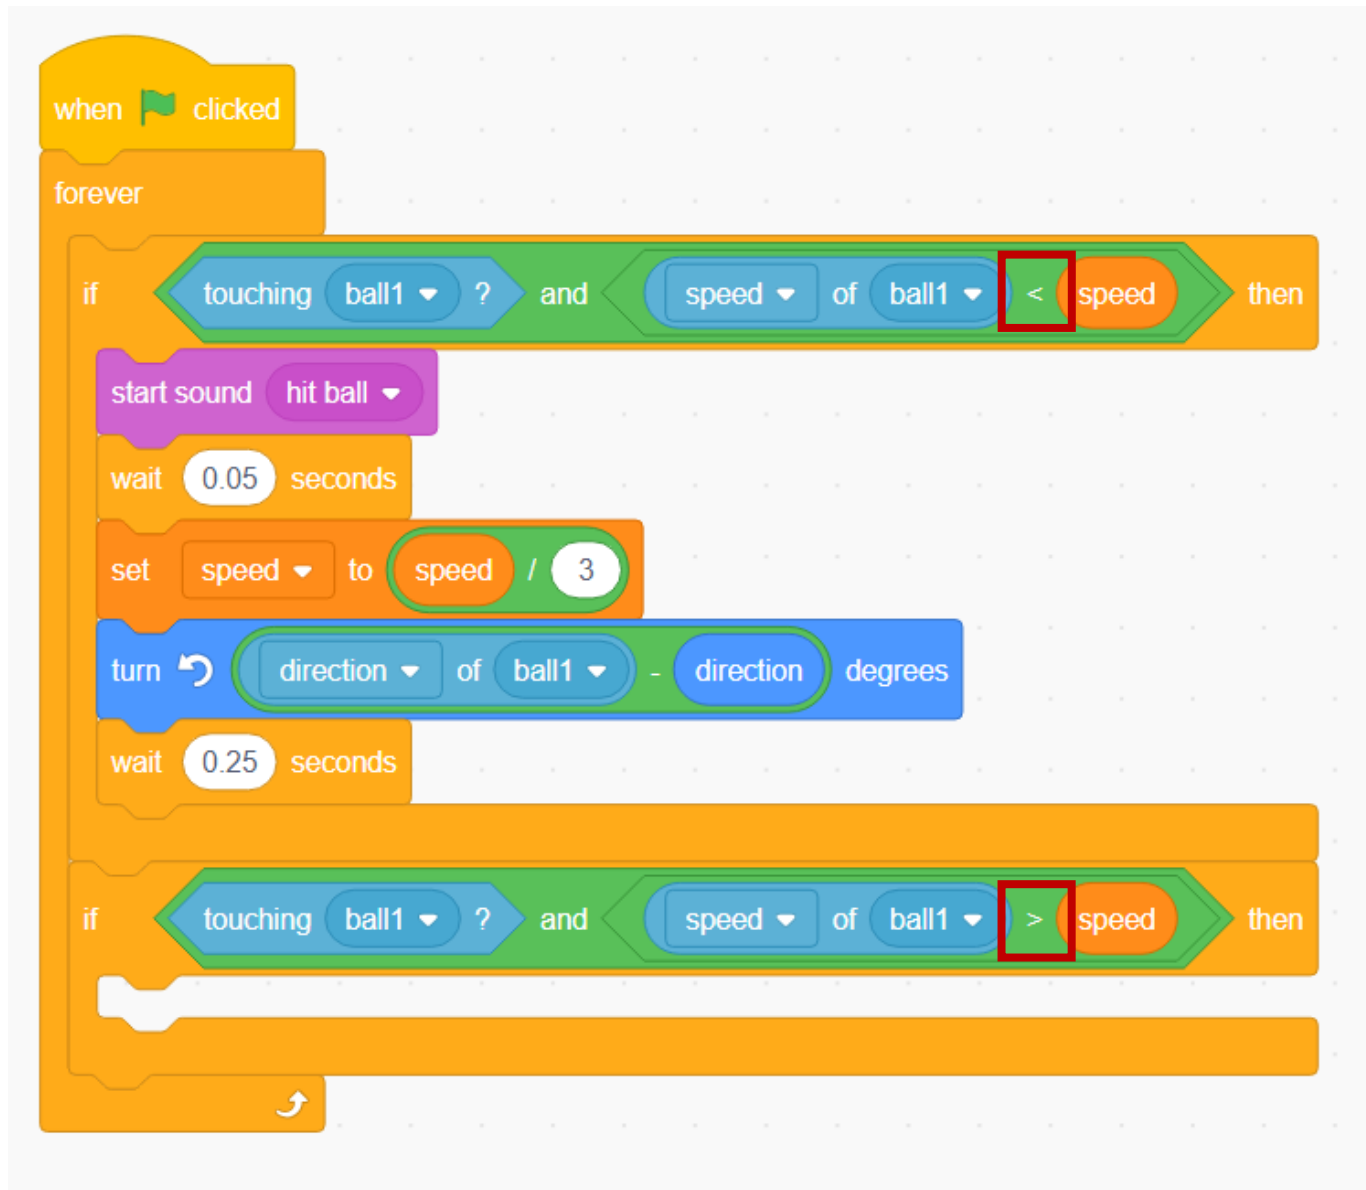 when clicked
forever
if touching ball1 ? and speed of ball1 < speed then
start sound hit ball
wait 0.05 seconds
set speed to speed / 3
turn direction of ball1 - direction degrees
wait 0.25 seconds
if touching ball1 ? and speed of ball1 > speed then